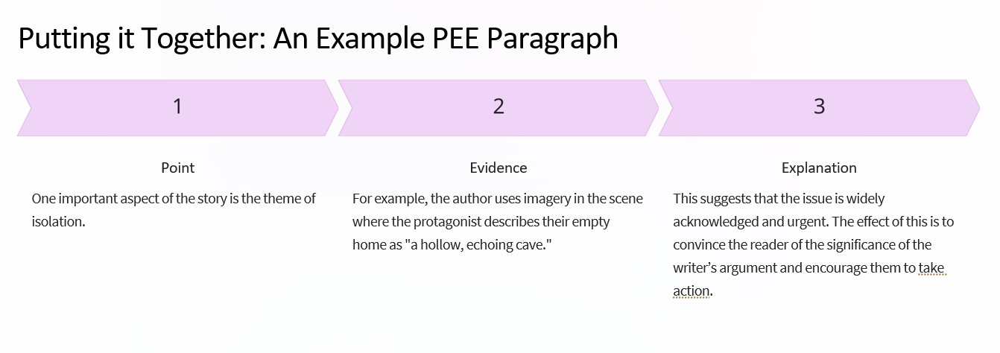 Putting it Together: An Example PEE Paragraph
1
2
3
Point
One important aspect of the story is the theme of
isolation.
Evidence
For example, the author uses imagery in the scene
where the protagonist describes their empty
home as "a hollow, echoing cave."
Explanation
This suggests that the issue is widely
acknowledged and urgent. The effect of this is to
convince the reader of the significance of the
writer’s argument and encourage them to take
action.